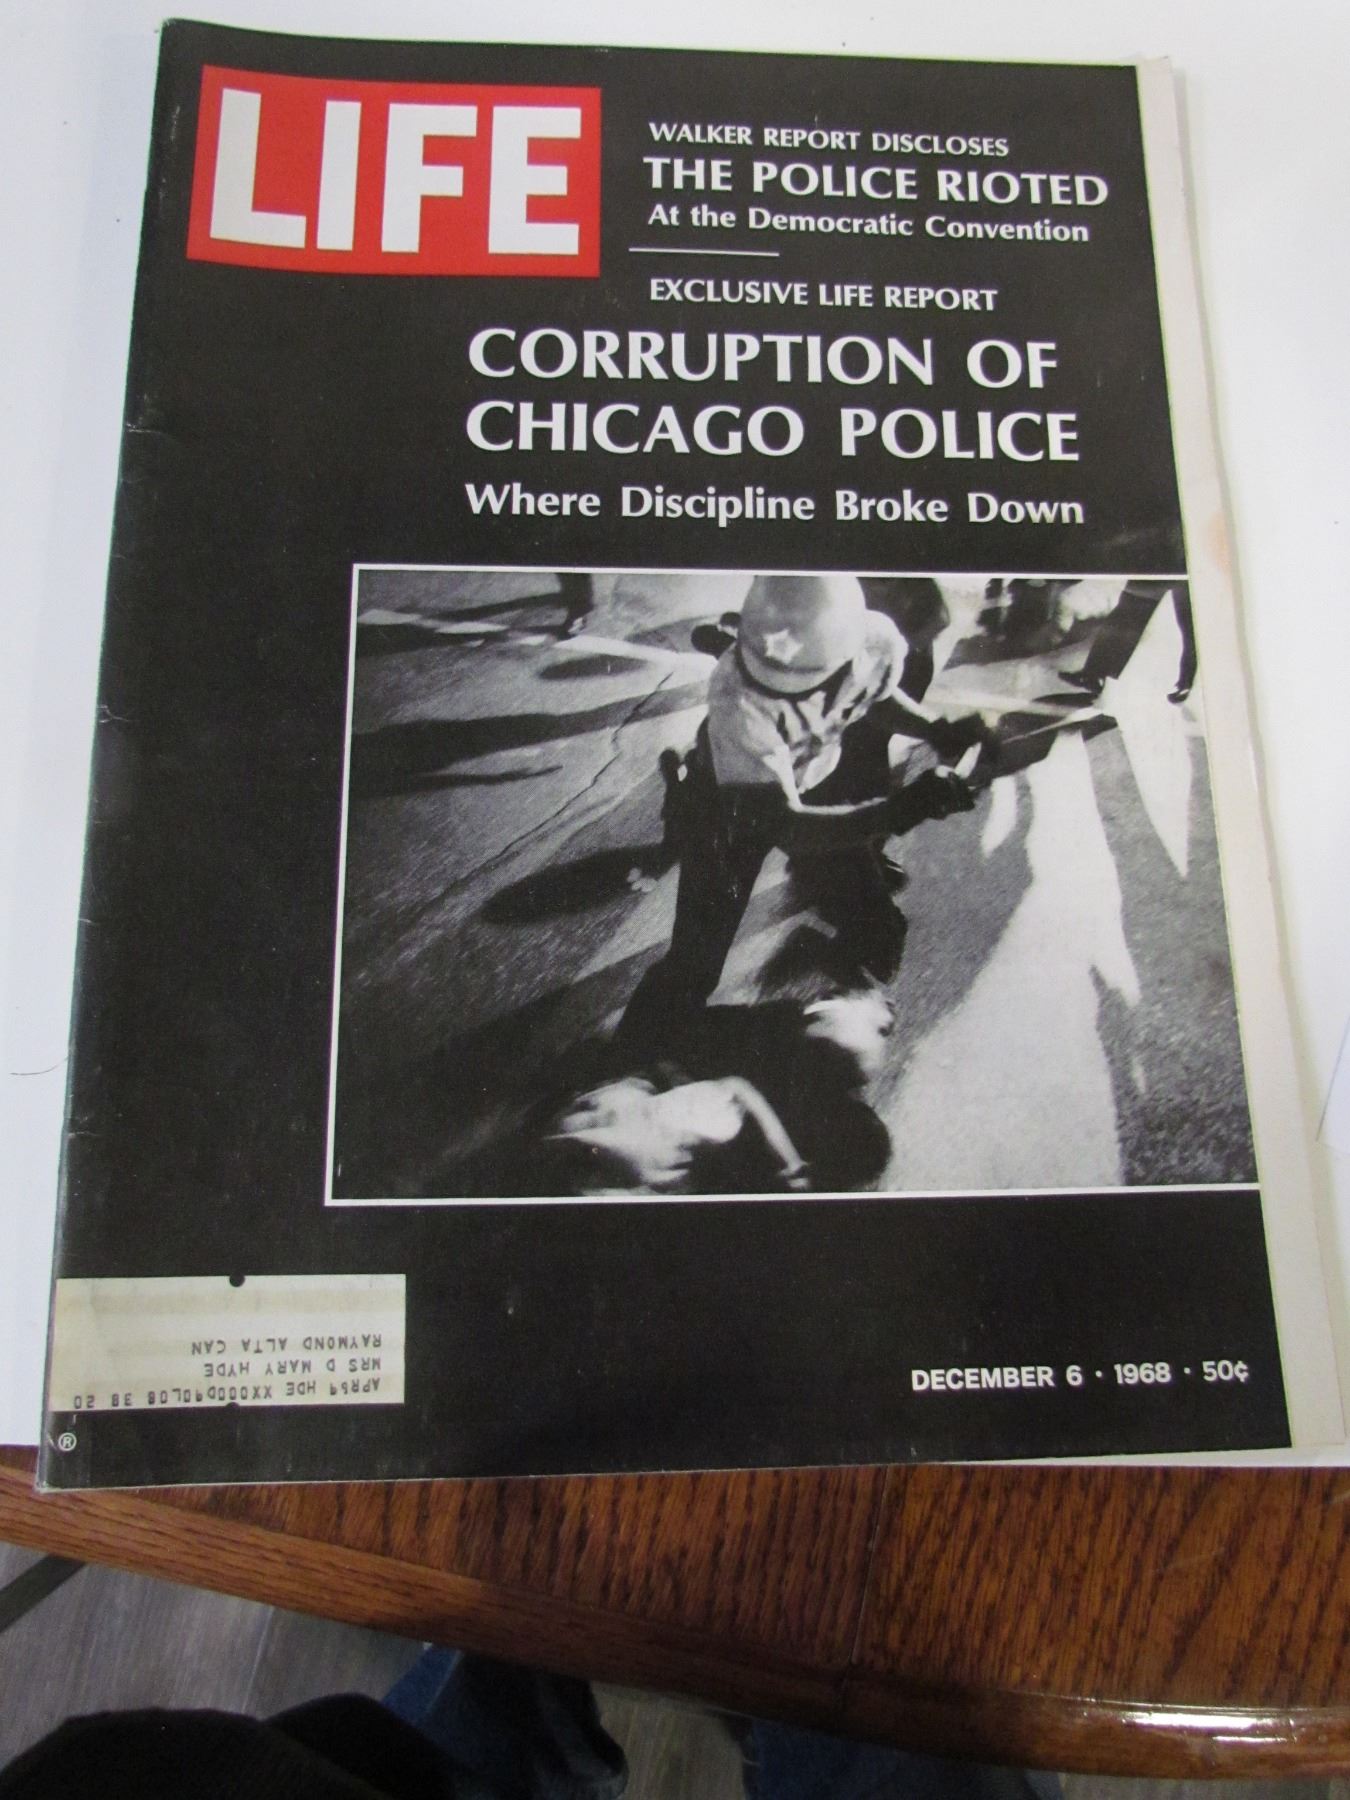 LIFE
WALKER REPORT DISCLOSES
THE POLICE RIOTED
At the Democratic Convention
EXCLUSIVE LIFE REPORT
CORRUPTION OF
CHICAGO POLICE
Where Discipline Broke Down
DECEMBER 6 · 1968 · 50¢
MRS D MARY HYDE
RAYMOND ALTA CAN
®